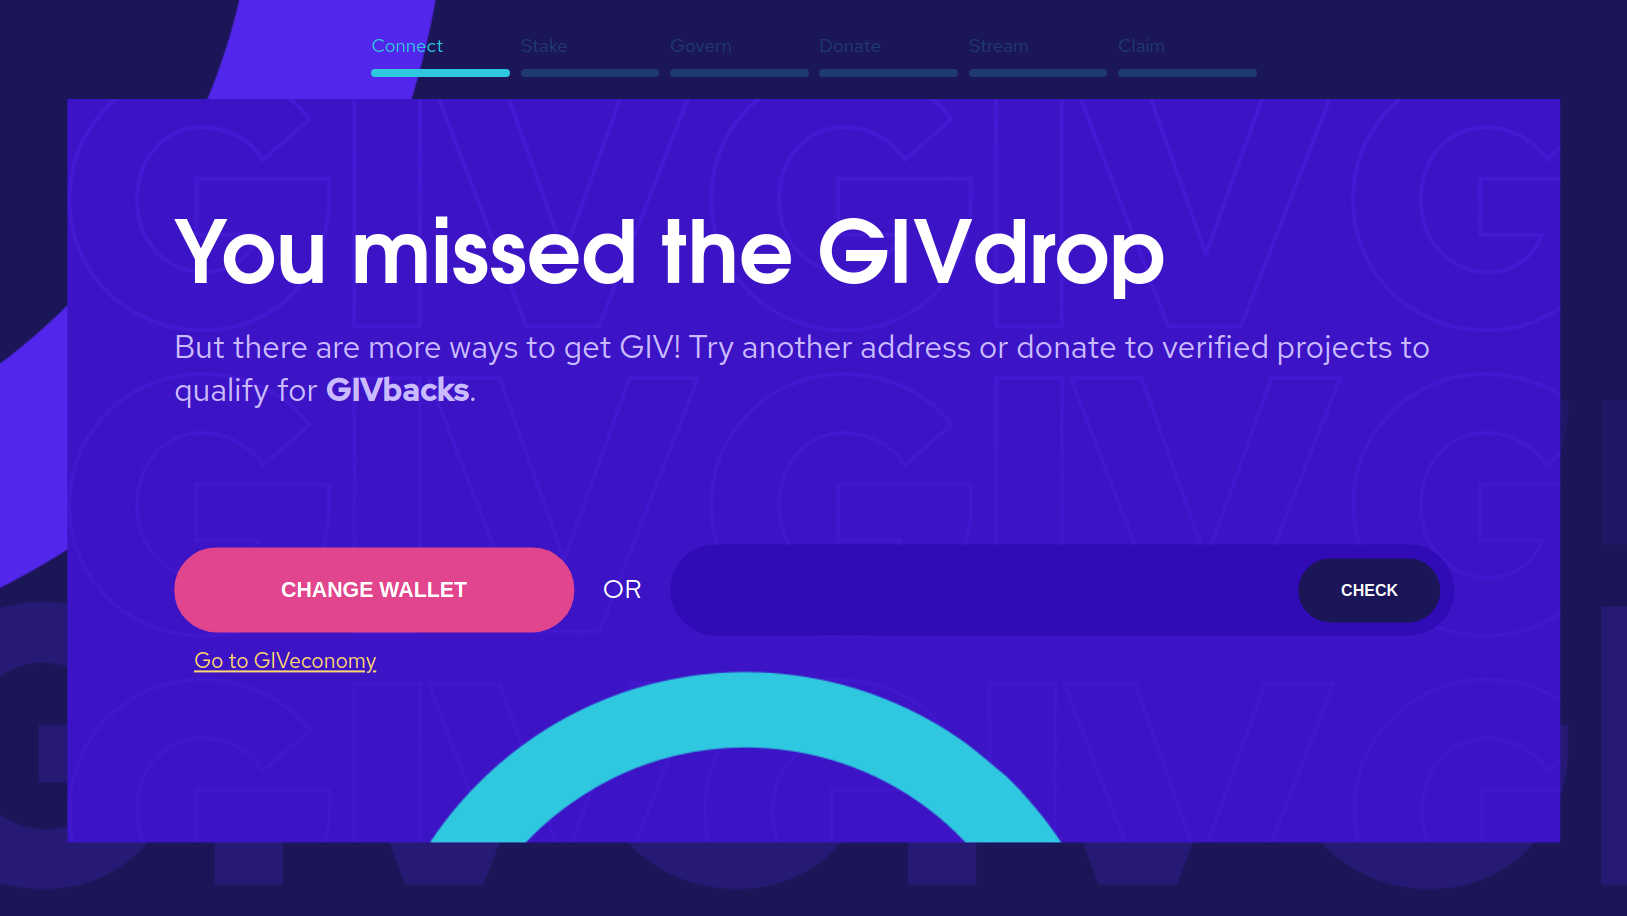 Connect Stake Govern Donate Stream Claim
You missed the GIVdrop
But there are more ways to get GIV! Try another address or donate to verified projects to
qualify for GIVbacks.
CHANGE WALLET OR CHECK
Go to GIVeconomy